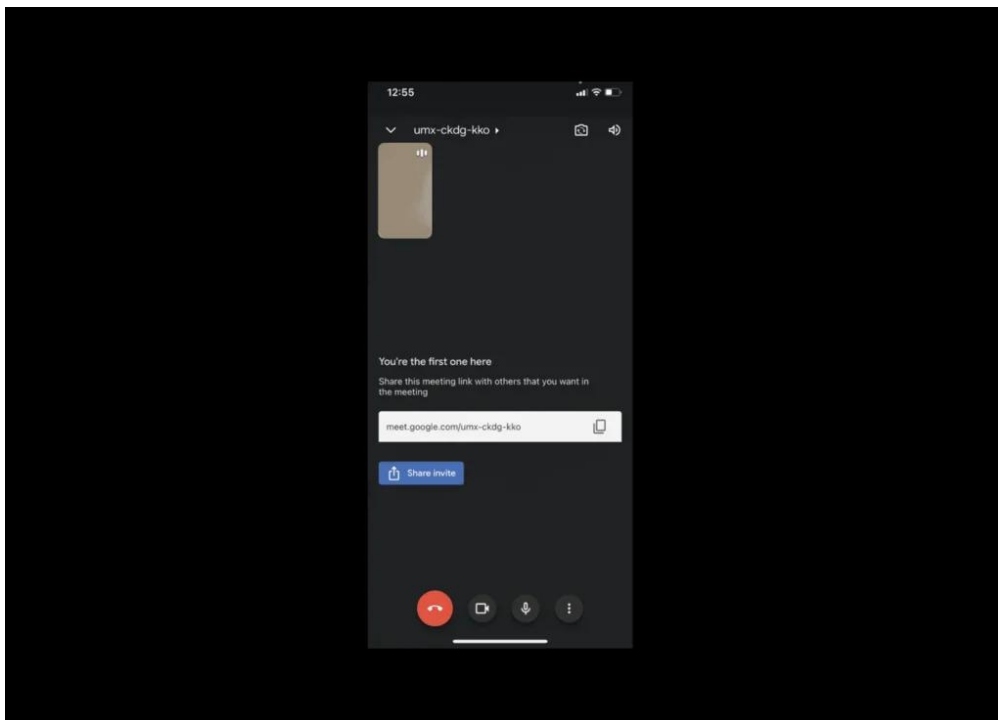 12:55
umx-ckdg-kko
You're the first one here
Share this meeting link with others that you want in
the meeting
meet.google.com/umx-ckdg-kko
Share invite